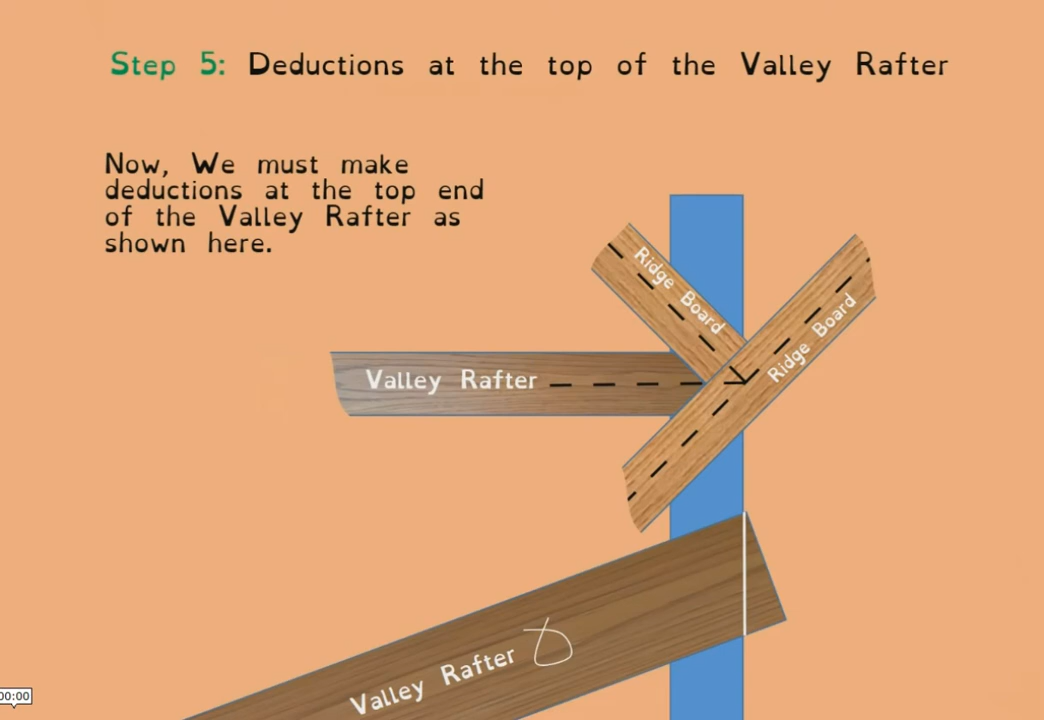 Step 5: Deductions at the top of the Valley Rafter
Now, We must make
deductions at the top end
of the Valley Rafter as
shown here.
Ridge Board
Ridge Board
Valley Rafter
Valley Rafter
00:00